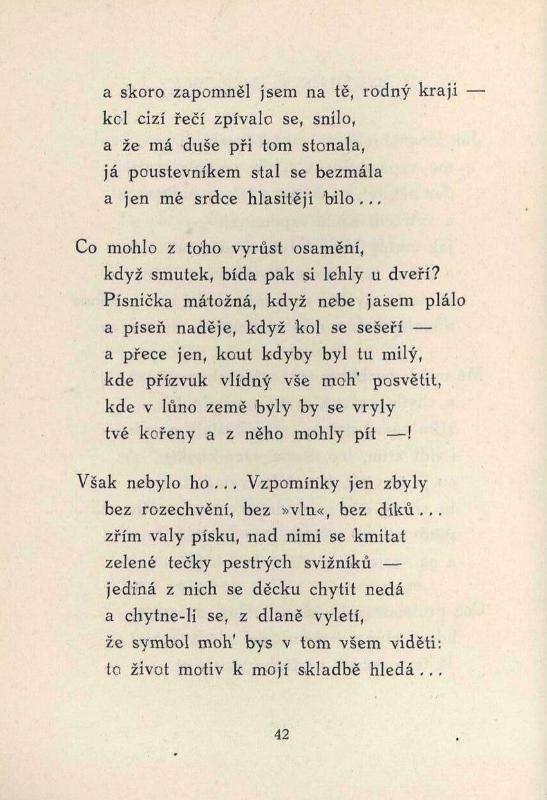 a skoro zapomněl jsem na tě, rodný kraji —
kol cizí řečí zpívalo se, snilo,
a že má duše při tom stonala,
já poustevníkem stal se bezmála
a jen mé srdce hlasitěji bilo...
Co mohlo z toho vyrůst osamění,
když smutek, bída pak si lehly u dveří?
Písnička mátožná, když nebe jasem plálo
a píseň naděje, když kol se sešeří —
a přece jen, kout kdyby byl tu milý,
kde přízvuk vlídný vše moh' posvětit,
kde v lůno země byly by se vryly
tvé kořeny a z něho mohly pít —!
Však nebylo ho... Vzpomínky jen zbyly
bez rozechvění, bez »vln«, bez díků...
zřím valy písku, nad nimi se kmitat
zelené tečky pestrých svižníků —
jediná z nich se děcku chytit nedá
a chytne-li se, z dlaně vyletí,
že symbol moh' bys v tom všem viděti:
to život motiv k mojí skladbě hledá...
42